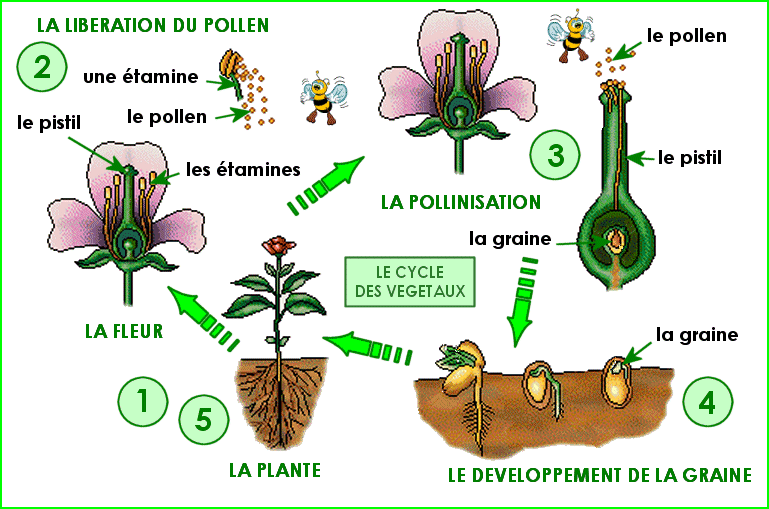 LA LIBERATION DU POLLEN
2
une étamine
le pollen
le pistil
les étamines
LA FLEUR
le pollen
3
le pistil
LA POLLINISATION
la graine
LE CYCLE
DES VEGETAUX
la graine
4
LE DEVELOPPEMENT DE LA GRAINE
1
5
LA PLANTE